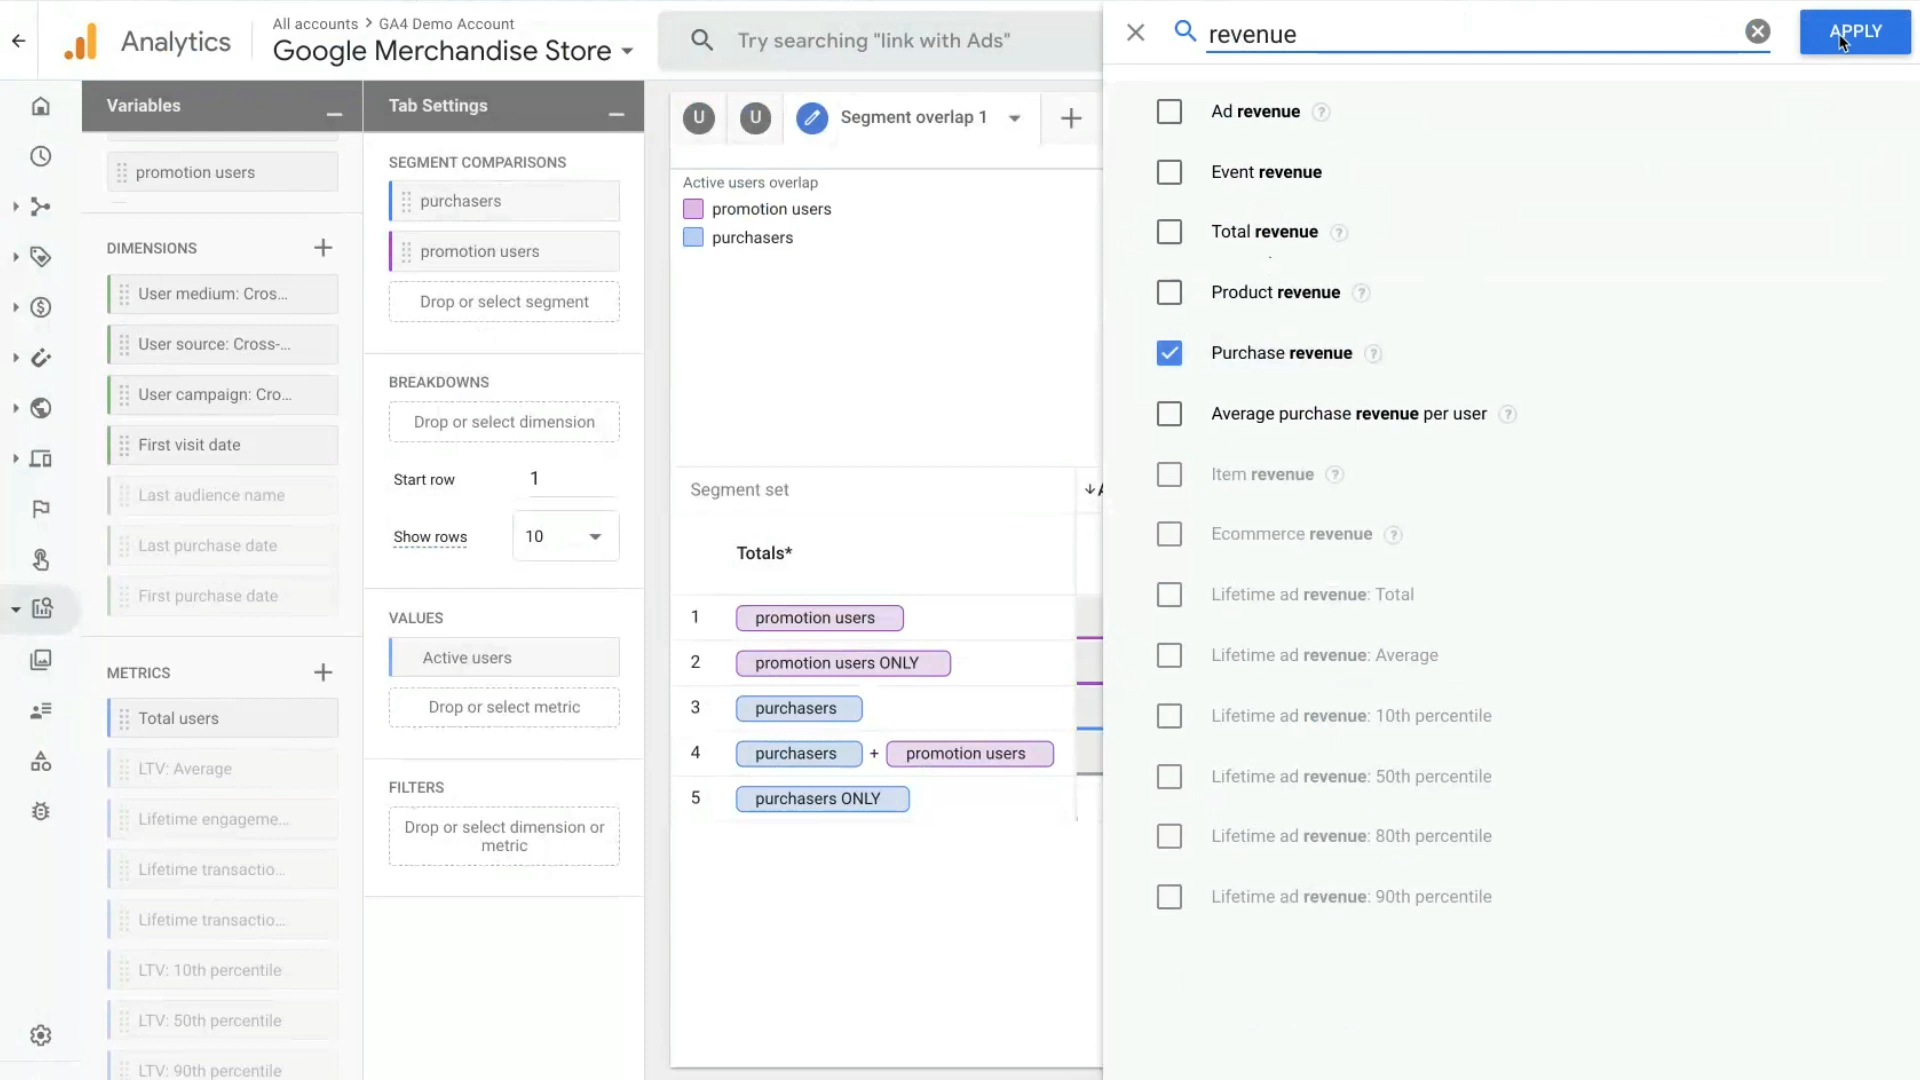 Analytics
All accounts > GA4 Demo Account
Google Merchandise Store
Try searching "link with Ads"
revenue
APPLY
Variables
promotion users
DIMENSIONS
User medium: Cros...
User source: Cross-...
User campaign: Cro...
First visit date
Last audience name
Last purchase date
First purchase date
METRICS
Total users
LTV: Average
Lifetime engageme...
Lifetime transactio...
Lifetime transactio...
LTV: 10th percentile
LTV: 50th percentile
LTV: 90th percentile
Tab Settings
SEGMENT COMPARISONS
purchasers
promotion users
Drop or select segment
BREAKDOWNS
Drop or select dimension
Start row 1
Show rows 10
VALUES
Active users
Drop or select metric
FILTERS
Drop or select dimension or
metric
U
U
Segment overlap 1
Active users overlap
promotion users
purchasers
Segment set
Totals*
1 promotion users
2 promotion users ONLY
3 purchasers
4 purchasers + promotion users
5 purchasers ONLY
Ad revenue
Event revenue
Total revenue
Product revenue
Purchase revenue
Average purchase revenue per user
Item revenue
Ecommerce revenue
Lifetime ad revenue: Total
Lifetime ad revenue: Average
Lifetime ad revenue: 10th percentile
Lifetime ad revenue: 50th percentile
Lifetime ad revenue: 80th percentile
Lifetime ad revenue: 90th percentile